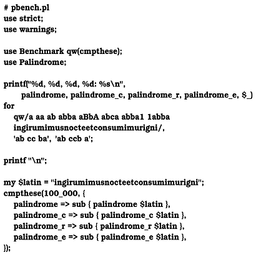 # pbench.pl
use strict;
use warnings;
use Benchmark qw(cmpthese);
use Palindrome;
printf("%d, %d, %d, %d: %s\n",
palindrome, palindrome_c, palindrome_r, palindrome_e, $_)
for
qw/a aa ab abba aBbA abca abba1 1abba
ingirumimusnocteetconsumimurigni/,
'ab cc ba', 'ab ccb a';
printf "\n";
my $latin = "ingirumimusnocteetconsumimurigni";
cmpthese(100_000, {
palindrome => sub { palindrome $latin },
palindrome_c => sub { palindrome_c $latin },
palindrome_r => sub { palindrome_r $latin },
palindrome_e => sub { palindrome_e $latin },
});